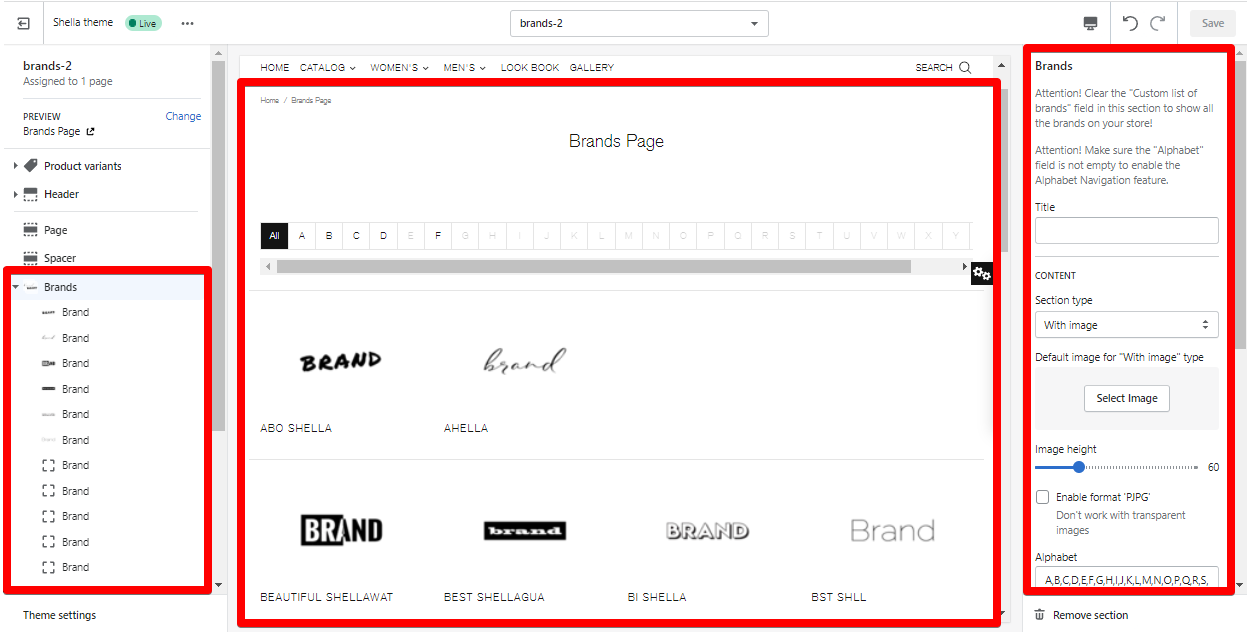 Shella theme
Live
brands-2
Save
brands-2
Assigned to 1 page
PREVIEW
Change
Brands Page
Product variants
Header
Page
Spacer
Brands
Brand
Brand
Brand
Brand
Brand
Brand
Brand
Brand
Brand
Brand
Brand
Theme settings
HOME CATALOG WOMEN'S MEN'S LOOK BOOK GALLERY SEARCH
Home / Brands Page
Brands Page
All A B C D E F G H I J K L M N O P Q R S T U V W X Y
BRAND brand
ABO SHELLA AHELLA
BRAND brand BRAND Brand
BEAUTIFUL SHELLAWAT BEST SHELLAGUA BI SHELLA BST SHLL
Brands
Attention! Clear the "Custom list of
brands" field in this section to show all
the brands on your store!
Attention! Make sure the "Alphabet"
field is not empty to enable the
Alphabet Navigation feature.
Title
CONTENT
Section type
With image
Default image for "With image" type
Select Image
Image height
60
Enable format 'PJPG'
Don't work with transparent
images
Alphabet
A,B,C,D,E,F,G,H,I,J,K,L,M,N,O,P,Q,R,S,
Remove section